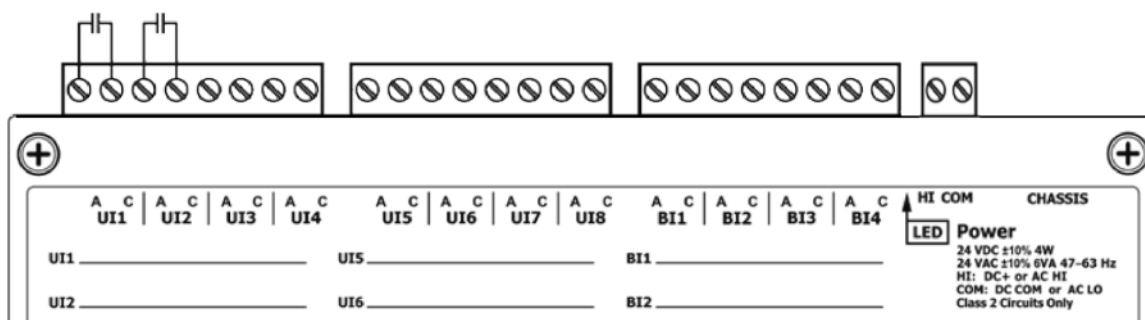 A C A C A C A C A C A C A C A C A C A C A C A C HI COM CHASSIS
UI1 UI2 UI3 UI4 UI5 UI6 UI7 UI8 BI1 BI2 BI3 BI4
LED Power
24 VDC ±10% 4W
24 VAC ±10% 6VA 47–63 Hz
HI: DC+ or AC HI
COM: DC COM or AC LO
Class 2 Circuits Only
UI1 UI5 BI1
UI2 UI6 BI2